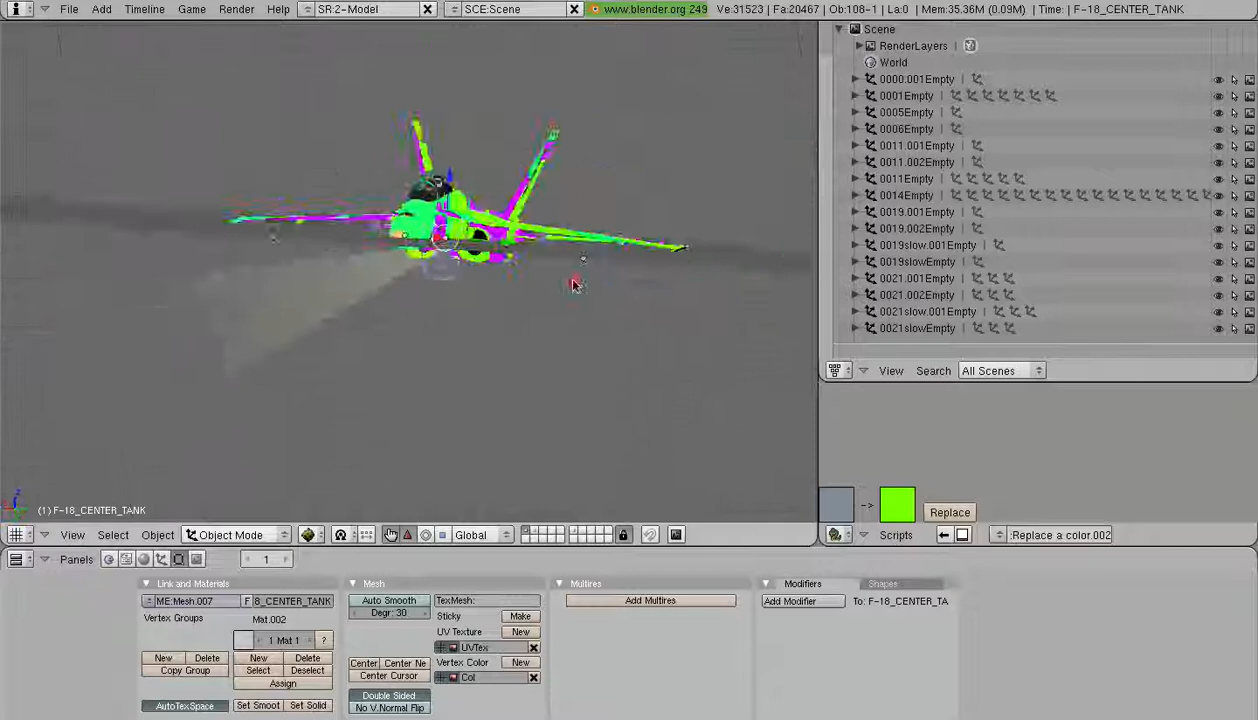 File Add Timeline Game Render Help SR:2-Model SCE:Scene www.blender.org 249 Ve:31523 | Fa:20467 | Ob:108-1 | La:0 | Mem:35.36M (0.09M) | Time: | F-18_CENTER_TANK
Scene
RenderLayers |
World
0000:001Empty |
0001Empty |
0005Empty |
0006Empty |
0011.001Empty |
0011.002Empty |
0011Empty |
0014Empty |
0019.001Empty |
0019.002Empty |
0019slow.001Empty |
0019slowEmpty |
0021.001Empty |
0021.002Empty |
0021slow.001Empty |
0021slowEmpty |
View Search All Scenes
(1) F-18_CENTER_TANK
-> Replace
View Select Object Object Mode Global
Scripts :Replace a color.002
Panels 1
Link and Materials
ME:Mesh.007 F 8_CENTER_TANK
Vertex Groups Mat.002
1 Mat 1 ?
New Delete New Delete
Copy Group Select Deselect
Assign
AutoTexSpace Set Smoot Set Solid
Mesh
Auto Smooth TexMesh:
Degr: 30 Sticky Make
UV Texture New
UVTex
Center Center Ne Vertex Color New
Center Cursor Col
Double Sided
No V.Normal Flip
Multires
Add Multires
Modifiers Shapes
Add Modifier To: F-18_CENTER_TA